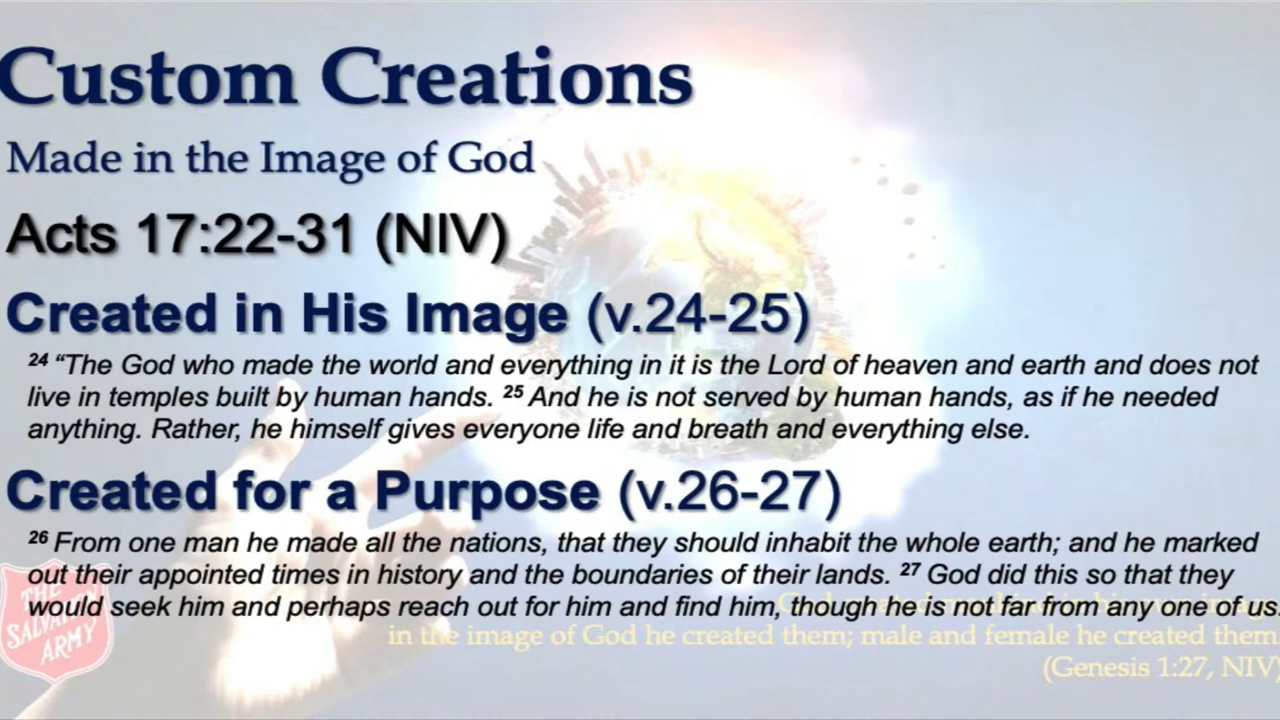 Custom Creations
Made in the Image of God
Acts 17:22-31 (NIV)
Created in His Image (v.24-25)
24 “The God who made the world and everything in it is the Lord of heaven and earth and does not
live in temples built by human hands. 25 And he is not served by human hands, as if he needed
anything. Rather, he himself gives everyone life and breath and everything else.
Created for a Purpose (v.26-27)
26 From one man he made all the nations, that they should inhabit the whole earth; and he marked
out their appointed times in history and the boundaries of their lands. 27 God did this so that they
would seek him and perhaps reach out for him and find him, though he is not far from any one of us.
in the image of God he created them; male and female he created them
(Genesis 1:27, NIV)
THE
SALVATION
ARMY